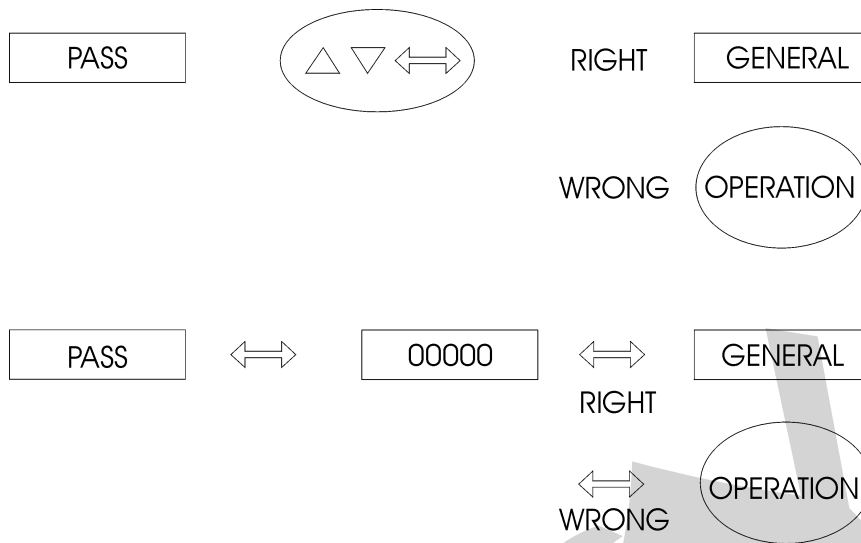 PASS RIGHT GENERAL
WRONG OPERATION
PASS 00000 GENERAL
RIGHT
OPERATION
WRONG